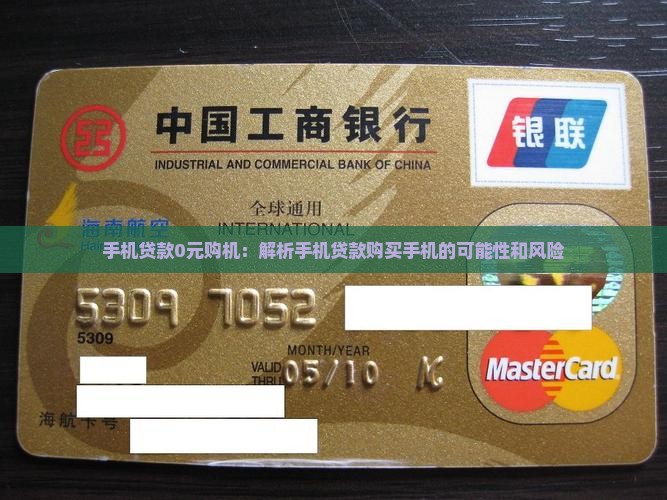 中国工商银行
INDUSTRIAL AND COMMERCIAL BANK OF CHINA
银联
全球通用
海南航空
INTERNATIONAL
手机贷款0元购机：解析手机贷款购买手机的可能性和风险
5309 7052
5309
MONTH/YEAR
VALID
THRU
05/10
MasterCard
海航卡号